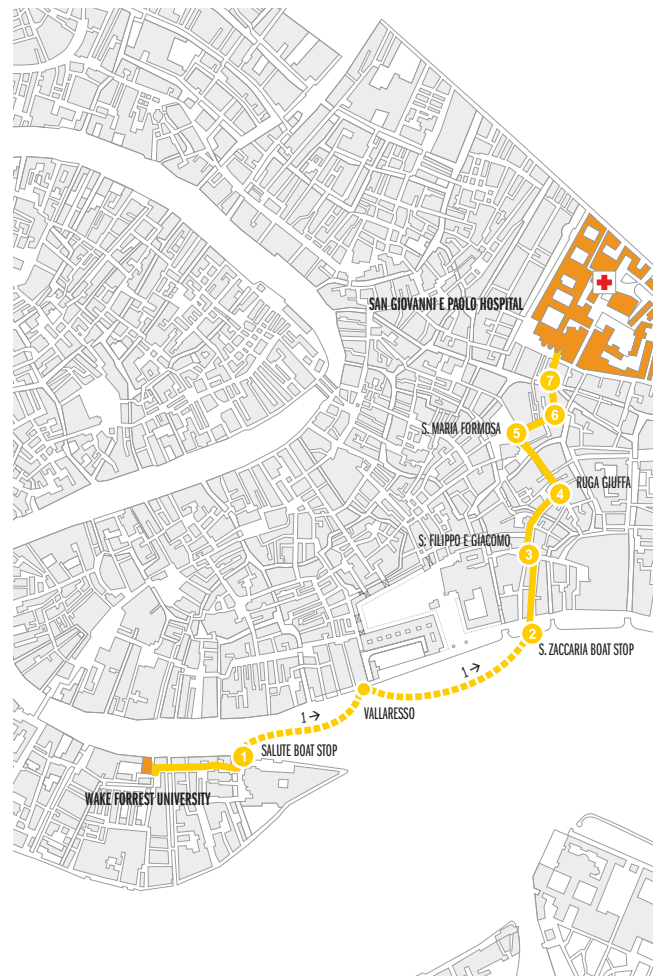 SAN GIOVANNI E PAOLO HOSPITAL
7
6
S. MARIA FORMOSA
5
RUGA GIUFFA
4
S: FILIPPO E GIACOMO
3
2
S. ZACCARIA BOAT STOP
1→
1→
VALLARESSO
1
SALUTE BOAT STOP
WAKE FORREST UNIVERSITY